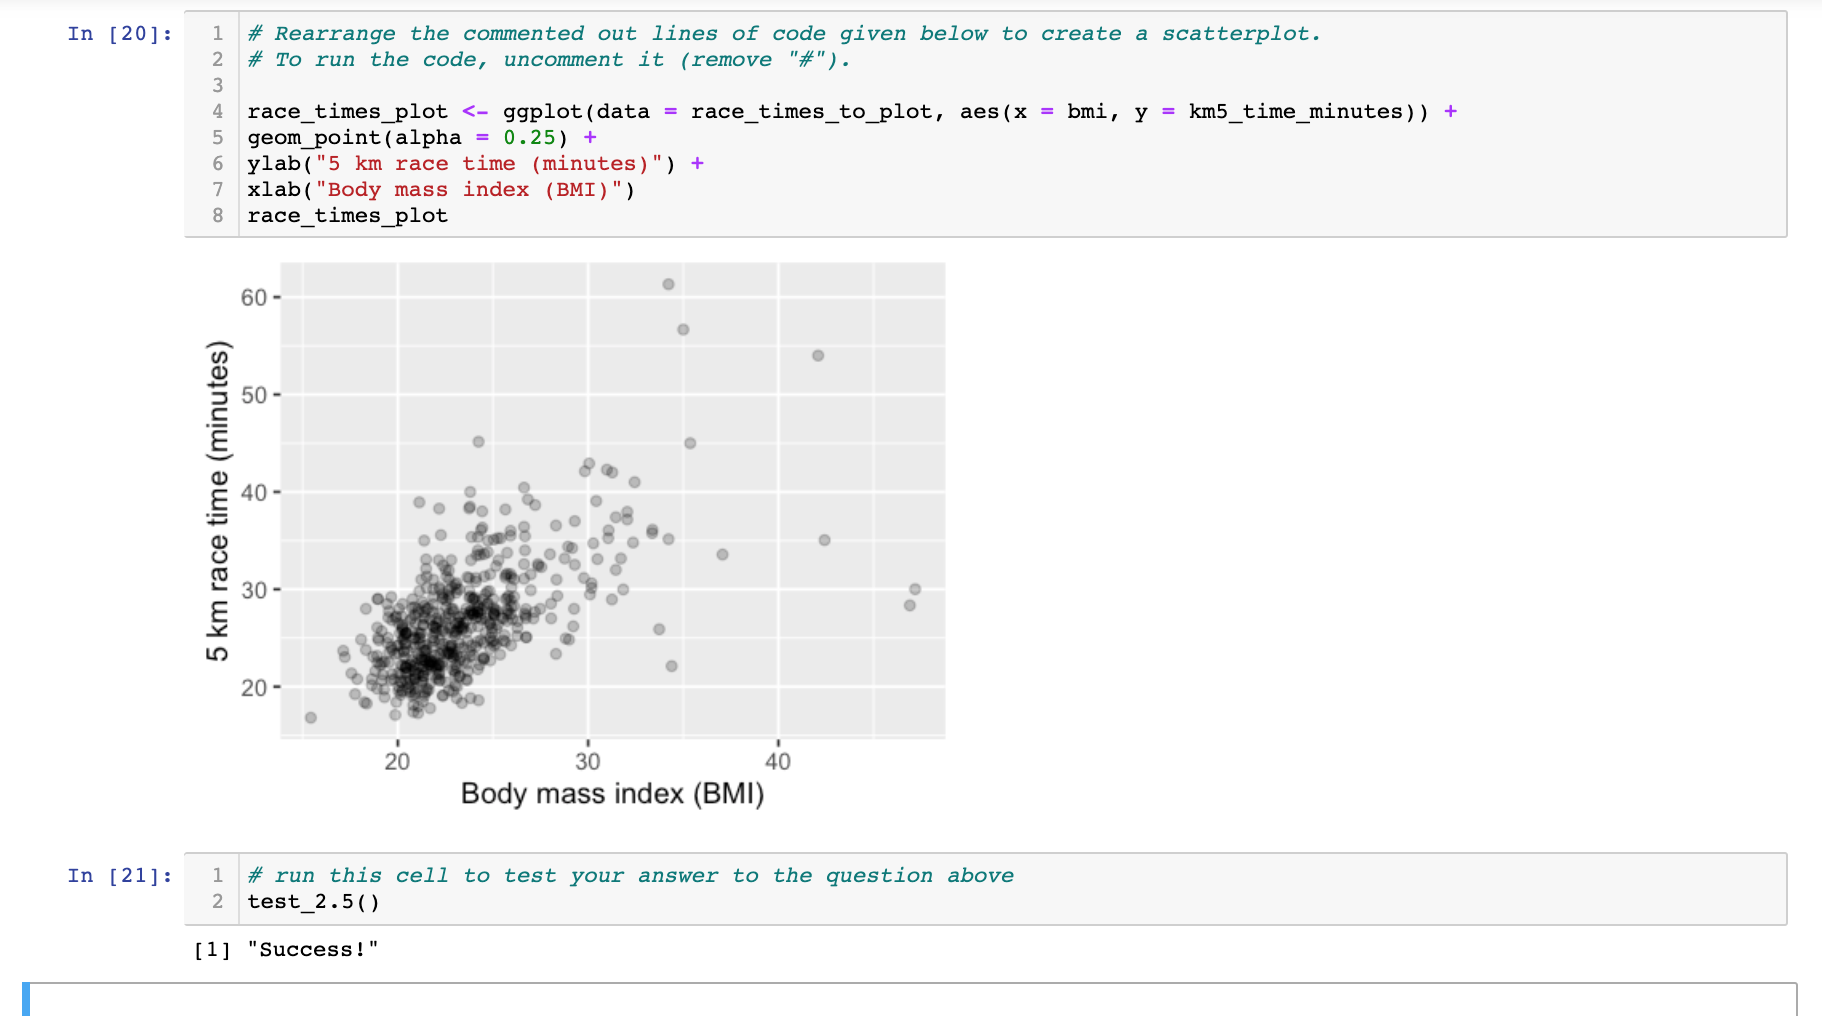 In [20]:
1 # Rearrange the commented out lines of code given below to create a scatterplot.
2 # To run the code, uncomment it (remove "#").
3
4 race_times_plot <- ggplot(data = race_times_to_plot, aes(x = bmi, y = km5_time_minutes)) +
5 geom_point(alpha = 0.25) +
6 ylab("5 km race time (minutes)") +
7 xlab("Body mass index (BMI)")
8 race_times_plot
5 km race time (minutes)
60
50
40
30
20
20 30 40
Body mass index (BMI)
In [21]:
1 # run this cell to test your answer to the question above
2 test_2.5()
[1] "Success!"